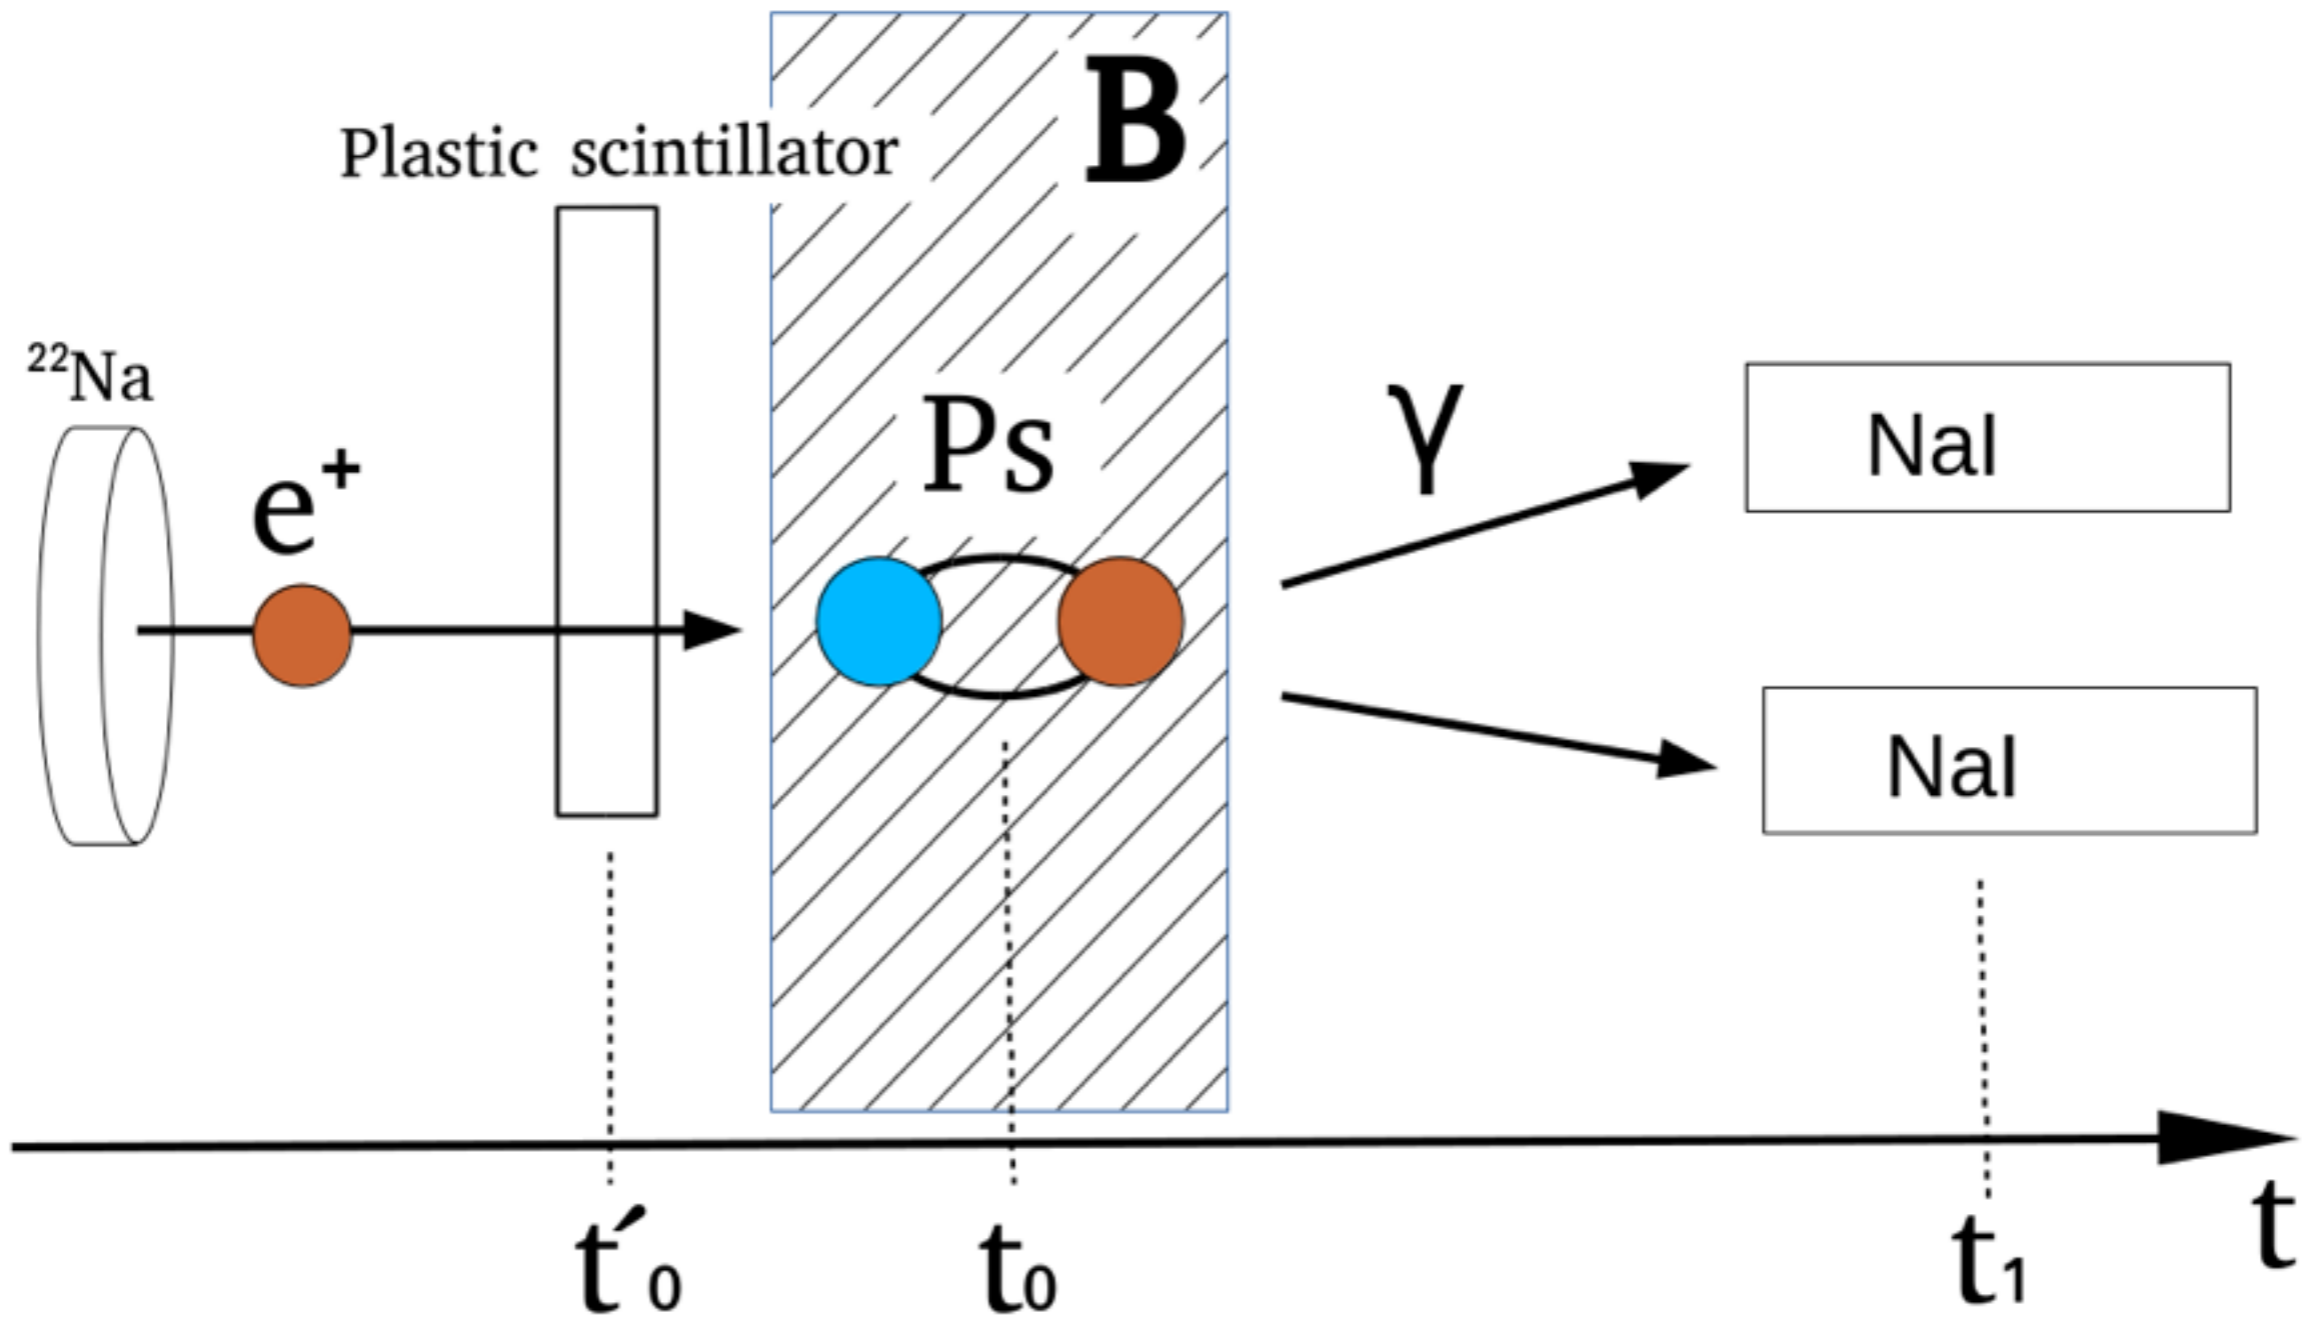 B
Plastic scintillator
²²Na
e⁺
Ps
γ
NaI
NaI
t´₀
t₀
t₁
t